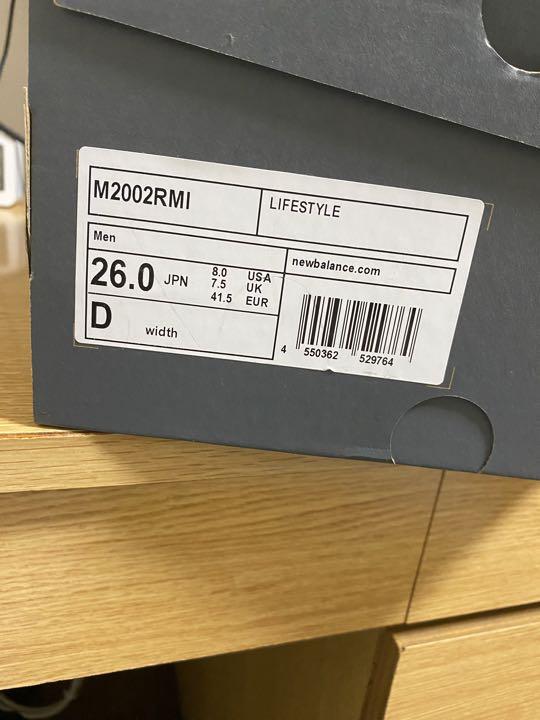 M2002RMI
LIFESTYLE
Men
newbalance.com
26.0 JPN
8.0 USA
7.5 UK
41.5 EUR
D width
4 550362 529764